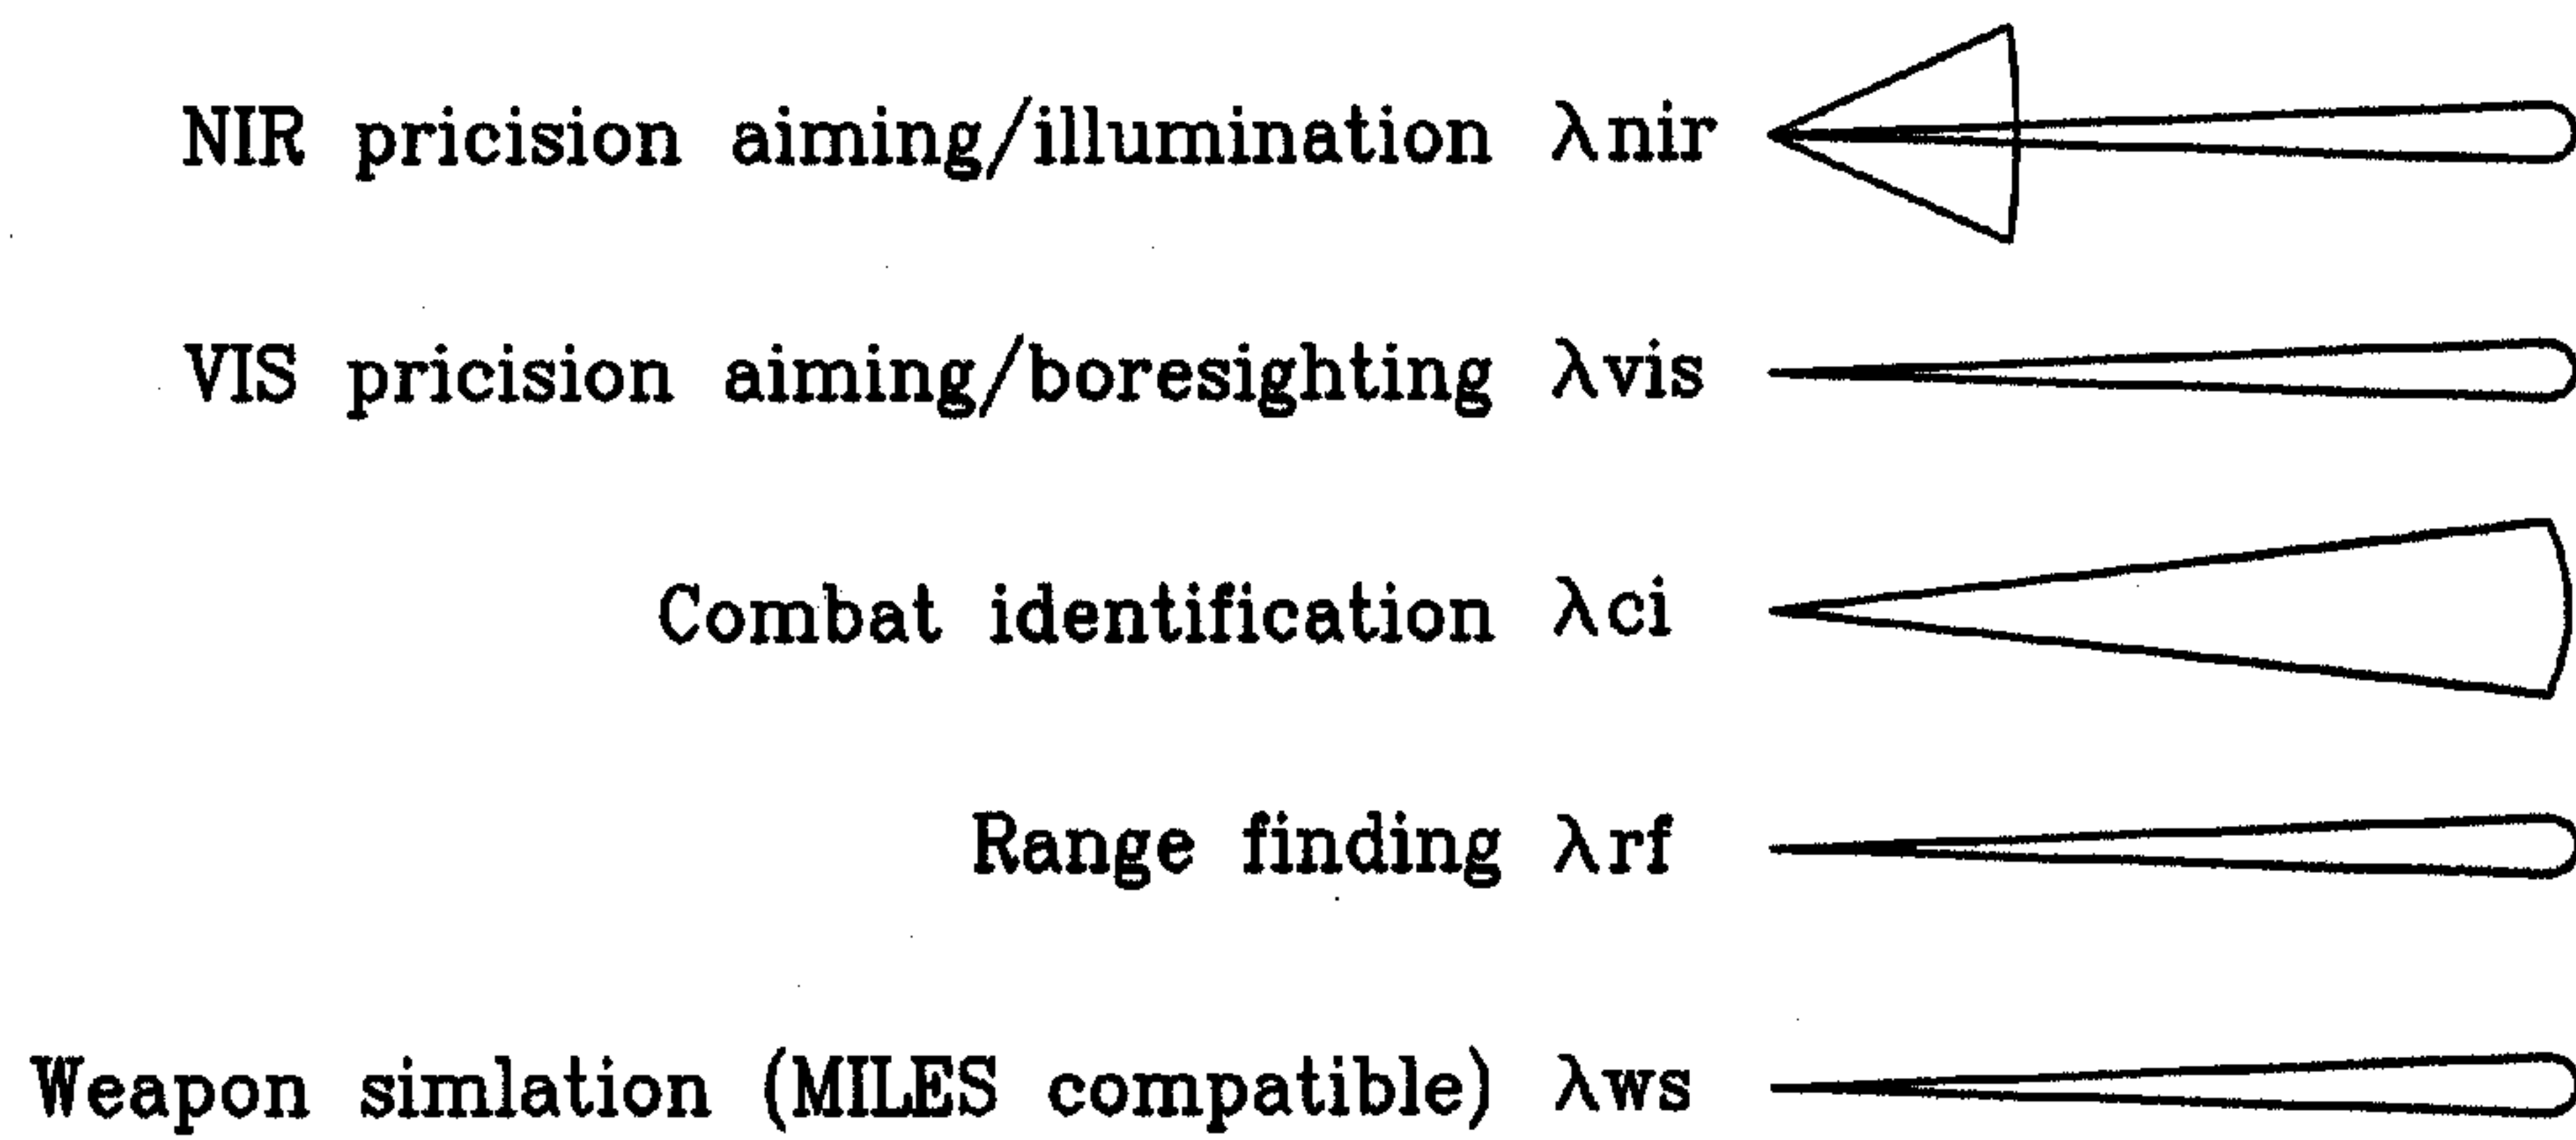 NIR pricision aiming/illumination λnir
VIS pricision aiming/boresighting λvis
Combat identification λci
Range finding λrf
Weapon simlation (MILES compatible) λws